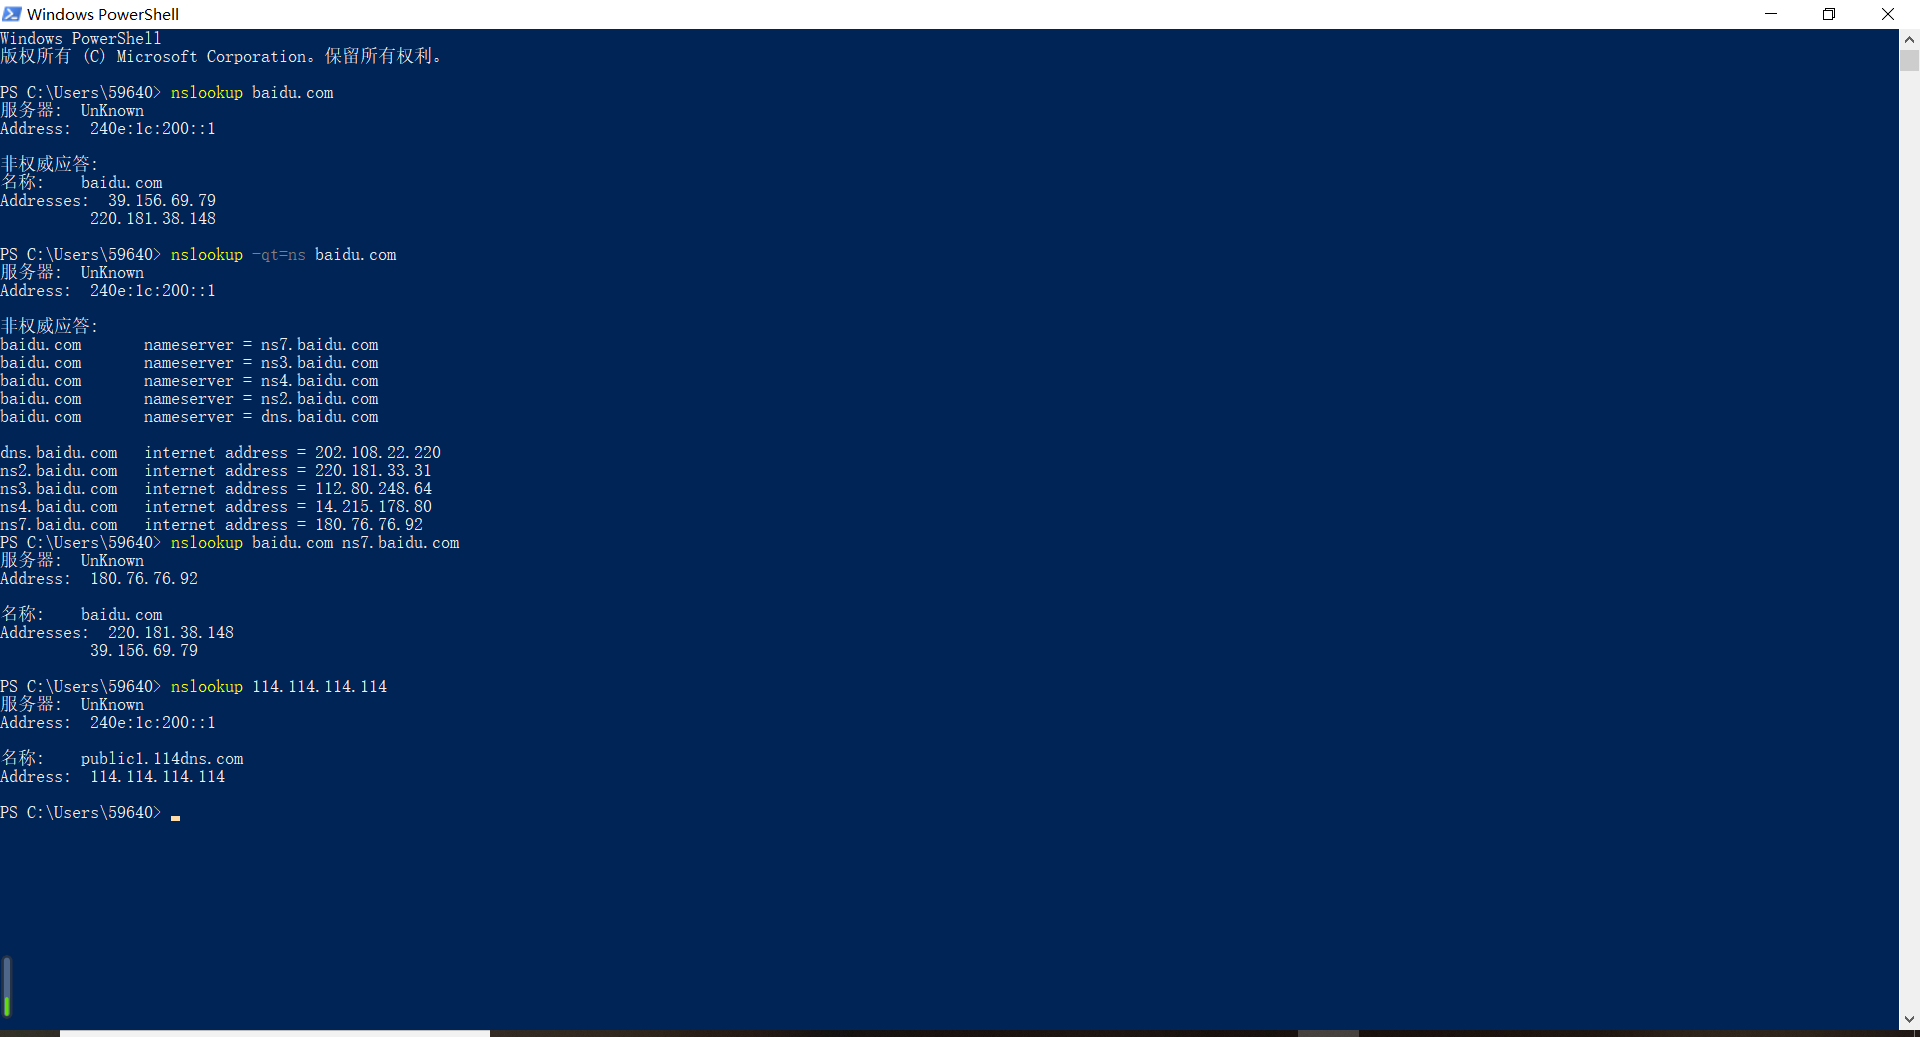 Windows PowerShell
Windows PowerShell
版权所有 (C) Microsoft Corporation。保留所有权利。
PS C:\Users\59640> nslookup baidu.com
服务器:  UnKnown
Address:  240e:1c:200::1
非权威应答:
名称:    baidu.com
Addresses:  39.156.69.79
220.181.38.148
PS C:\Users\59640> nslookup -qt=ns baidu.com
服务器:  UnKnown
Address:  240e:1c:200::1
非权威应答:
baidu.com       nameserver = ns7.baidu.com
baidu.com       nameserver = ns3.baidu.com
baidu.com       nameserver = ns4.baidu.com
baidu.com       nameserver = ns2.baidu.com
baidu.com       nameserver = dns.baidu.com
dns.baidu.com   internet address = 202.108.22.220
ns2.baidu.com   internet address = 220.181.33.31
ns3.baidu.com   internet address = 112.80.248.64
ns4.baidu.com   internet address = 14.215.178.80
ns7.baidu.com   internet address = 180.76.76.92
PS C:\Users\59640> nslookup baidu.com ns7.baidu.com
服务器:  UnKnown
Address:  180.76.76.92
名称:    baidu.com
Addresses:  220.181.38.148
39.156.69.79
PS C:\Users\59640> nslookup 114.114.114.114
服务器:  UnKnown
Address:  240e:1c:200::1
名称:    public1.114dns.com
Address:  114.114.114.114
PS C:\Users\59640>